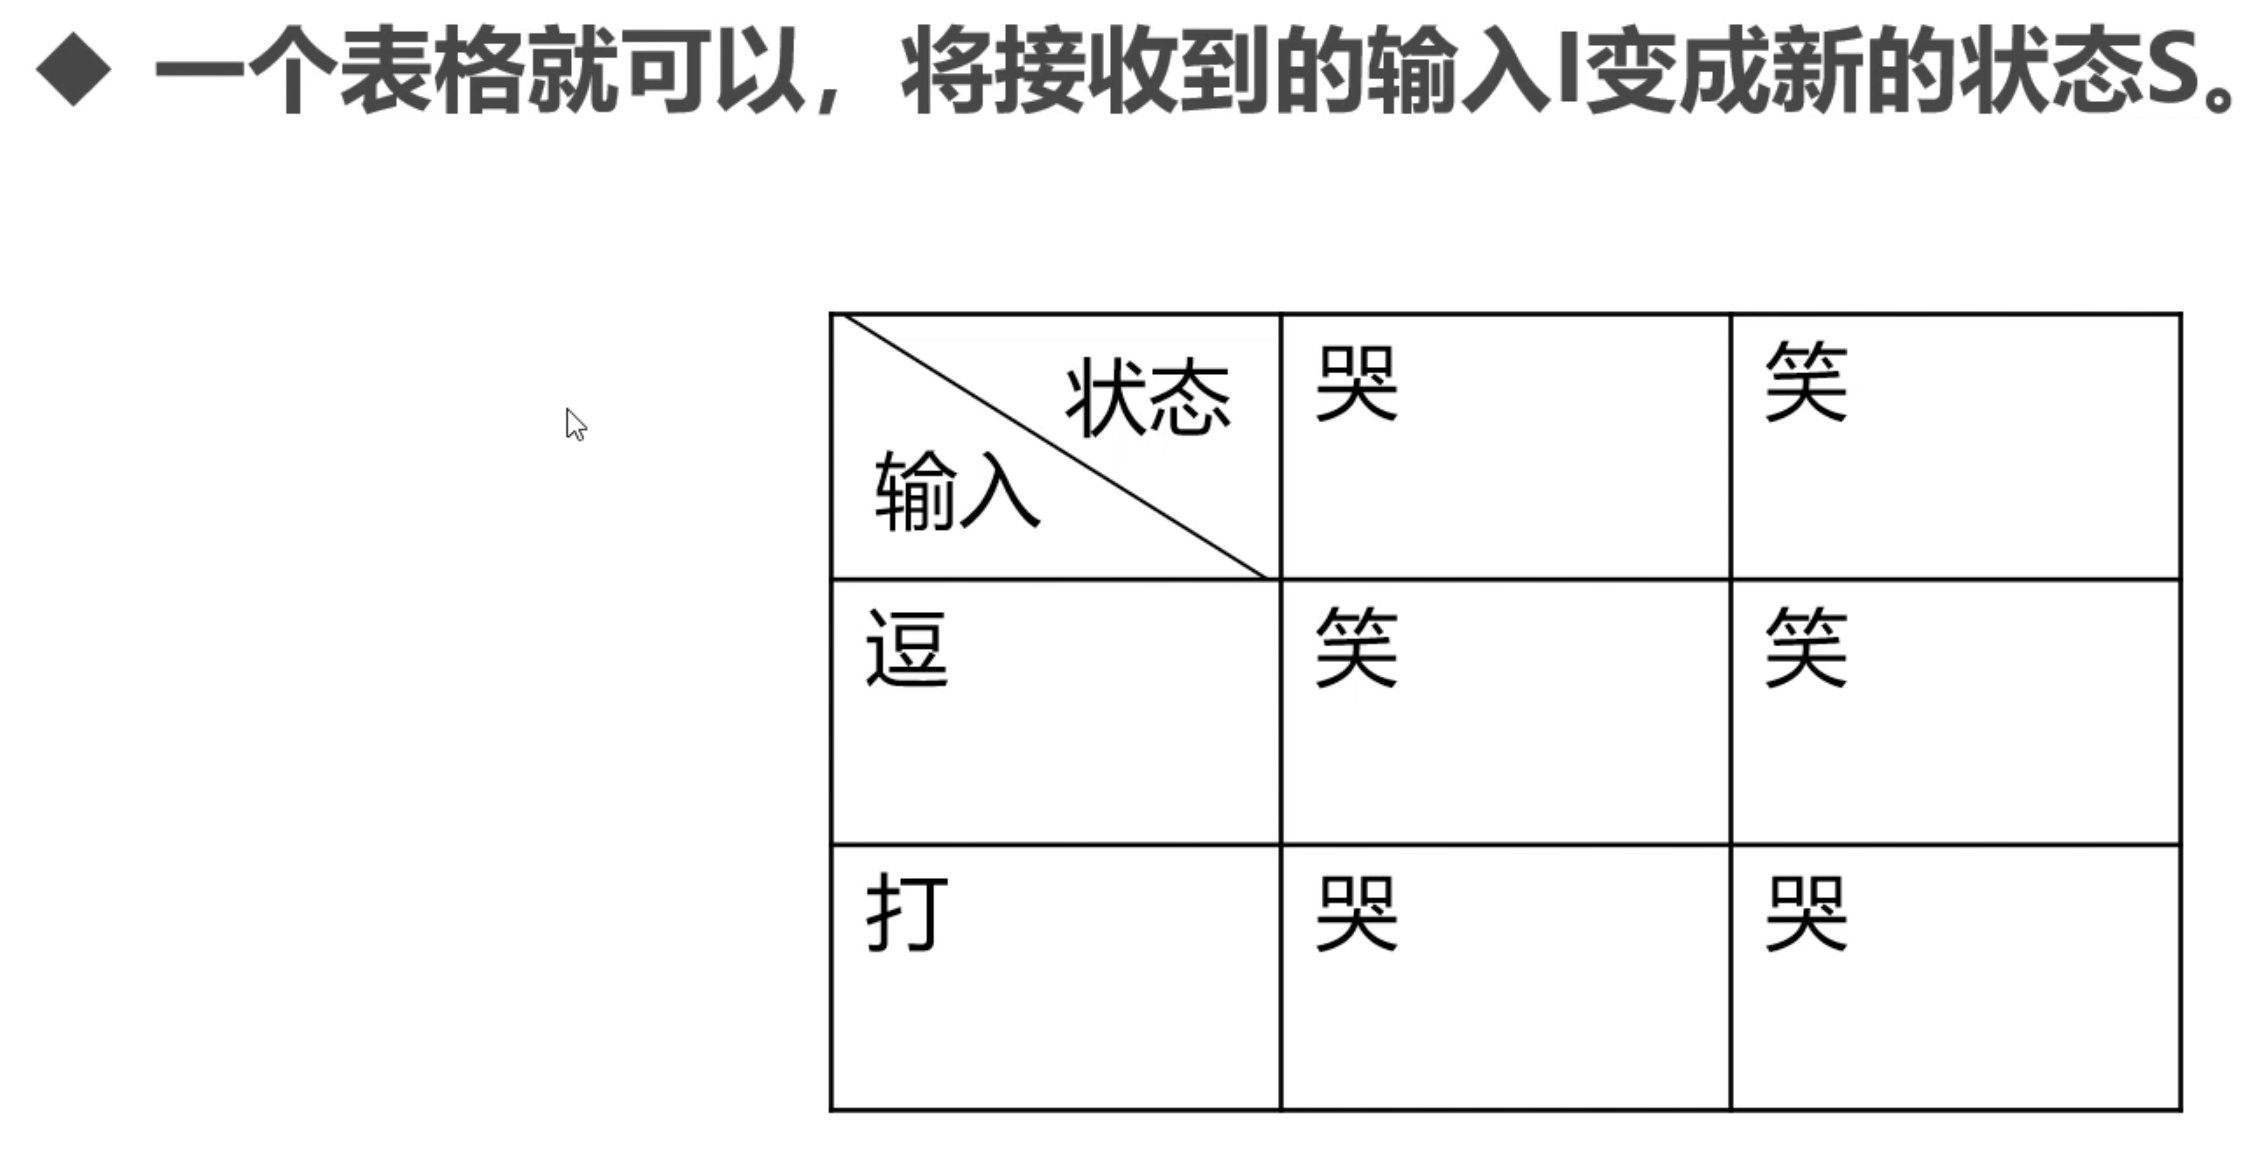 ◆ 一个表格就可以，将接收到的输入I变成新的状态S。
状态 哭 笑
输入
逗 笑 笑
打 哭 哭